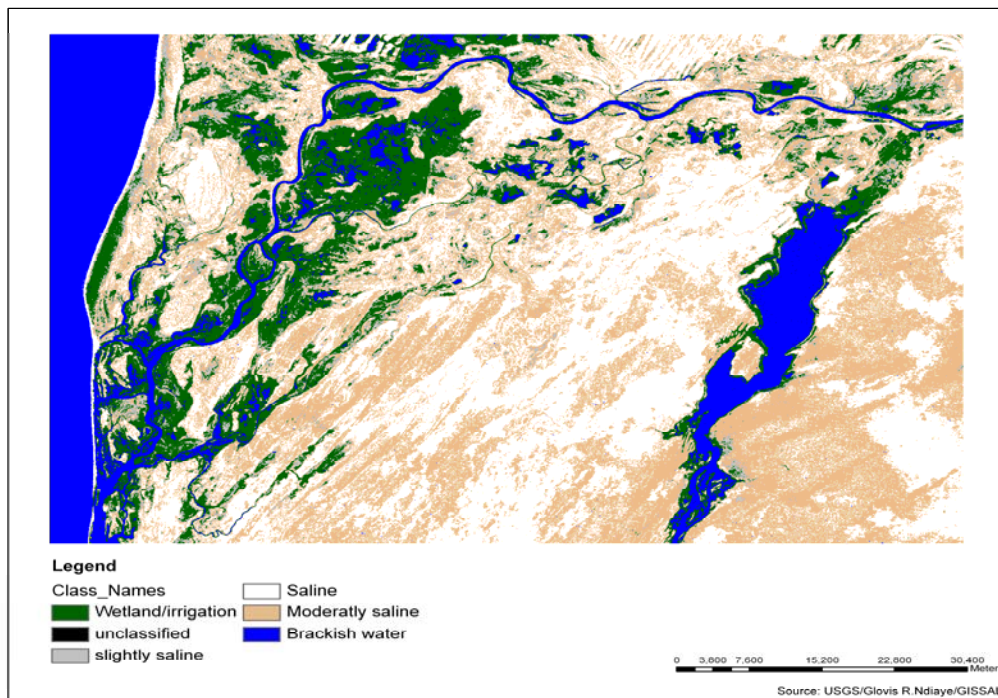 Legend
Class_Names
Wetland/irrigation
unclassified
slightly saline
Saline
Moderatly saline
Brackish water
0 3,800 7,600 15,200 22,800 30,400
Meter
Source: USGS/Glovis R.Ndiaye/GISSAI